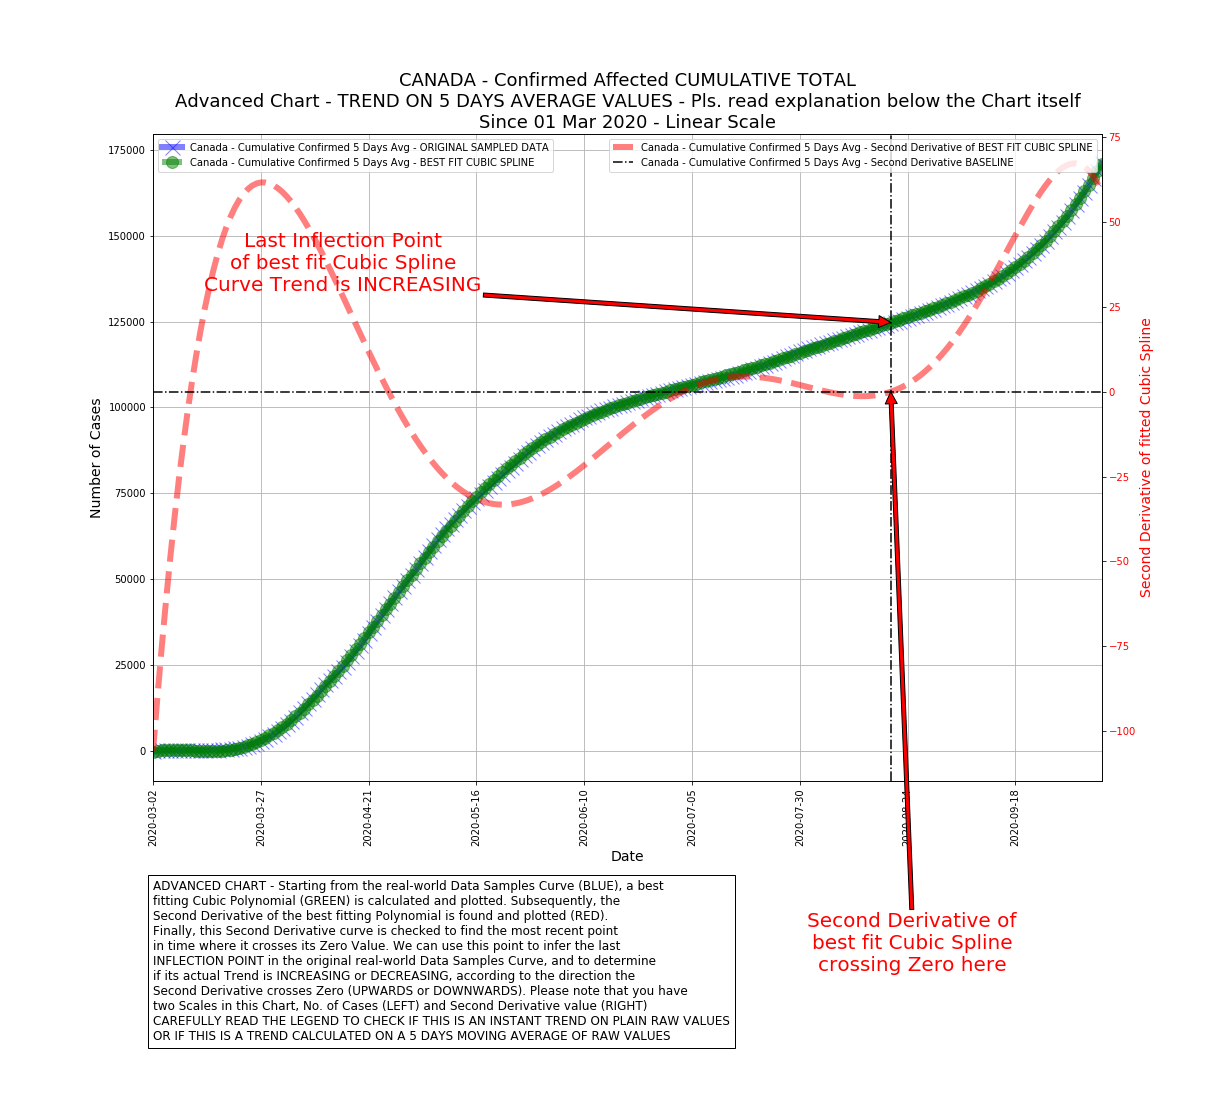 CANADA - Confirmed Affected CUMULATIVE TOTAL
Advanced Chart - TREND ON 5 DAYS AVERAGE VALUES - Pls. read explanation below the Chart itself
Since 01 Mar 2020 - Linear Scale
Canada - Cumulative Confirmed 5 Days Avg - ORIGINAL SAMPLED DATA
Canada - Cumulative Confirmed 5 Days Avg - BEST FIT CUBIC SPLINE
Canada - Cumulative Confirmed 5 Days Avg - Second Derivative of BEST FIT CUBIC SPLINE
Canada - Cumulative Confirmed 5 Days Avg - Second Derivative BASELINE
Last Inflection Point
of best fit Cubic Spline
Curve Trend is INCREASING
Number of Cases
175000
150000
125000
100000
75000
50000
25000
0
75
50
25
0
−25
−50
−75
−100
Second Derivative of fitted Cubic Spline
2020-03-02
2020-03-27
2020-04-21
2020-05-16
2020-06-10
2020-07-05
2020-07-30
2020-08-24
2020-09-18
Date
Second Derivative of
best fit Cubic Spline
crossing Zero here
ADVANCED CHART - Starting from the real-world Data Samples Curve (BLUE), a best
fitting Cubic Polynomial (GREEN) is calculated and plotted. Subsequently, the
Second Derivative of the best fitting Polynomial is found and plotted (RED).
Finally, this Second Derivative curve is checked to find the most recent point
in time where it crosses its Zero Value. We can use this point to infer the last
INFLECTION POINT in the original real-world Data Samples Curve, and to determine
if its actual Trend is INCREASING or DECREASING, according to the direction the
Second Derivative crosses Zero (UPWARDS or DOWNWARDS). Please note that you have
two Scales in this Chart, No. of Cases (LEFT) and Second Derivative value (RIGHT)
CAREFULLY READ THE LEGEND TO CHECK IF THIS IS AN INSTANT TREND ON PLAIN RAW VALUES
OR IF THIS IS A TREND CALCULATED ON A 5 DAYS MOVING AVERAGE OF RAW VALUES